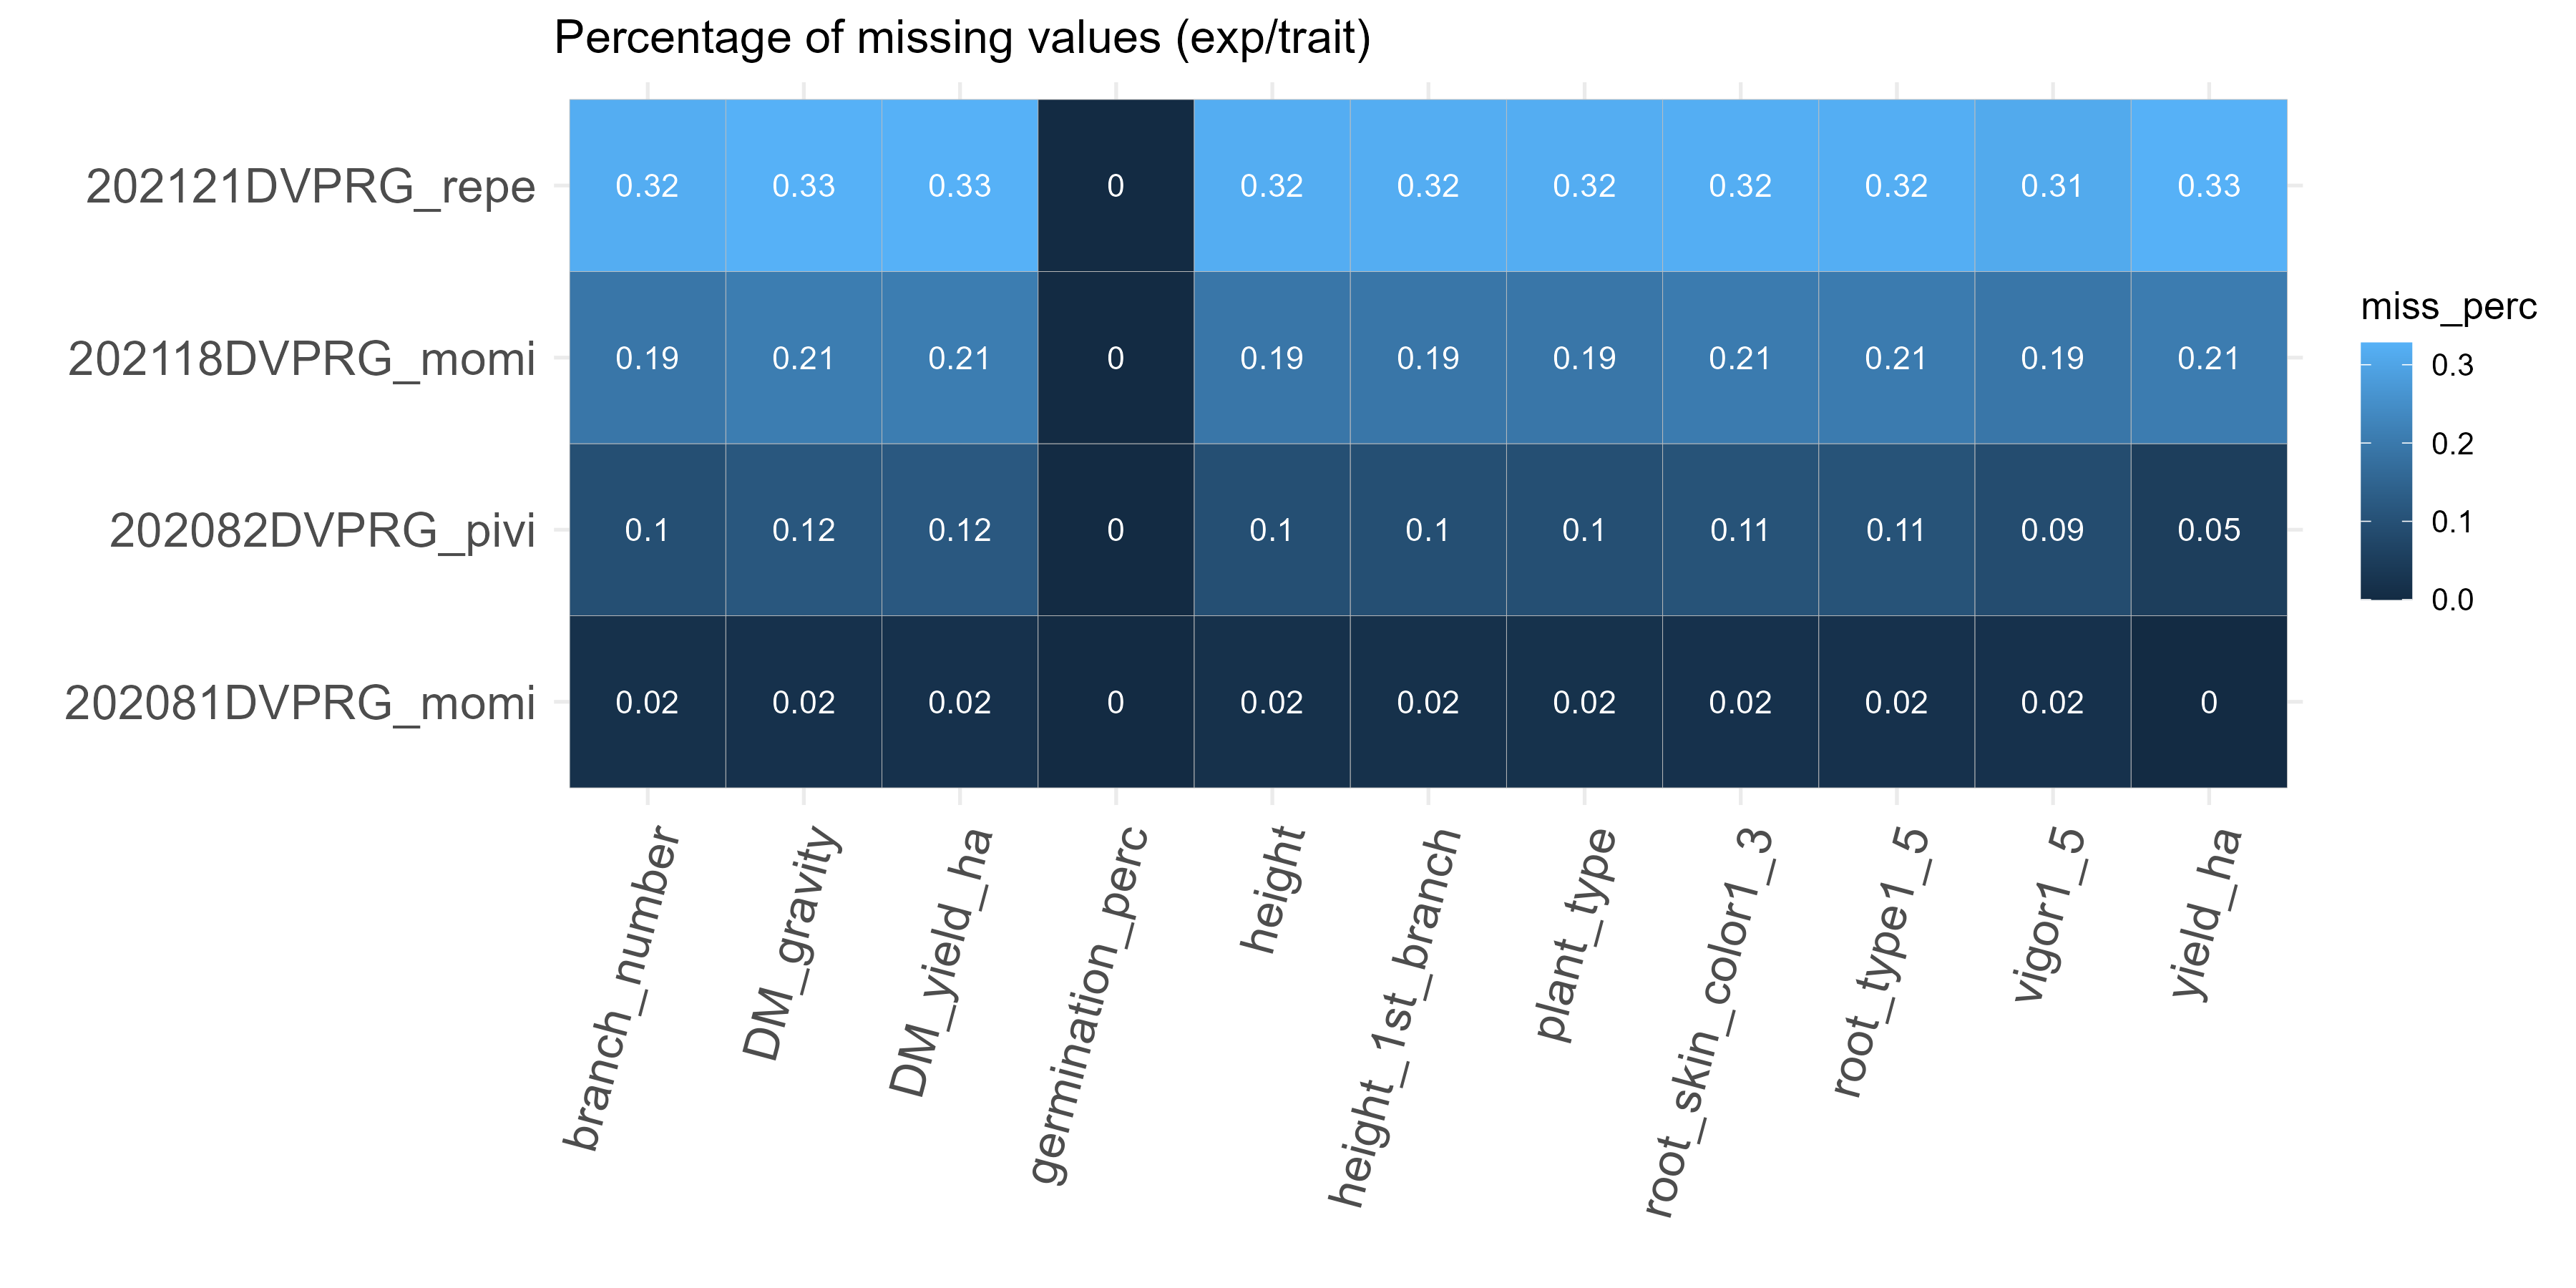 Percentage of missing values (exp/trait)
202121DVPRG_repe 0.32 0.33 0.33 0 0.32 0.32 0.32 0.32 0.32 0.31 0.33
202118DVPRG_momi 0.19 0.21 0.21 0 0.19 0.19 0.19 0.21 0.21 0.19 0.21
202082DVPRG_pivi 0.1 0.12 0.12 0 0.1 0.1 0.1 0.11 0.11 0.09 0.05
202081DVPRG_momi 0.02 0.02 0.02 0 0.02 0.02 0.02 0.02 0.02 0.02 0
branch_number
DM_gravity
DM_yield_ha
germination_perc
height
height_1st_branch
plant_type
root_skin_color1_3
root_type1_5
vigor1_5
yield_ha
miss_perc
0.3
0.2
0.1
0.0